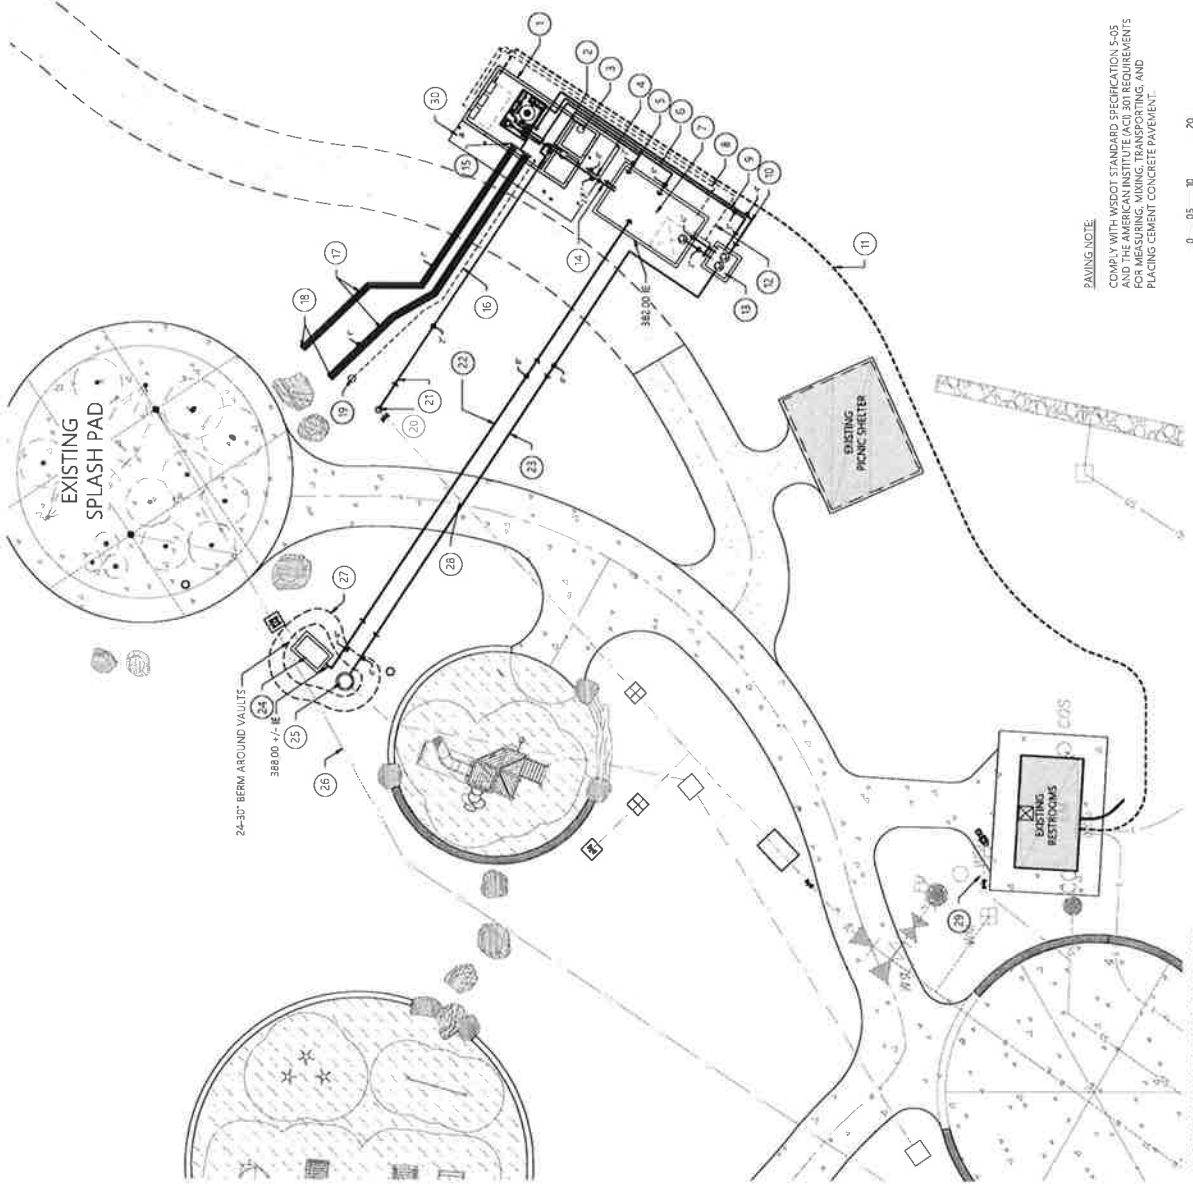 EXISTING
SPLASH PAD
30
1
2
3
4
5
6
7
8
9
10
11
12
13
14
15
16
17
18
19
20
21
22
23
24
25
26
27
28
29
382.00 IE
24-30" BERM AROUND VAULTS
388.00 +/- IE
EXISTING
PICNIC SHELTER
EXISTING
RESTROOMS
COS
PAVING NOTE:
COMPLY WITH WSDOT STANDARD SPECIFICATION 5-05
AND THE AMERICAN INSTITUTE (ACI) 301 REQUIREMENTS
FOR MEASURING, MIXING, TRANSPORTING, AND
PLACING CEMENT CONCRETE PAVEMENT.
0 05 10 20